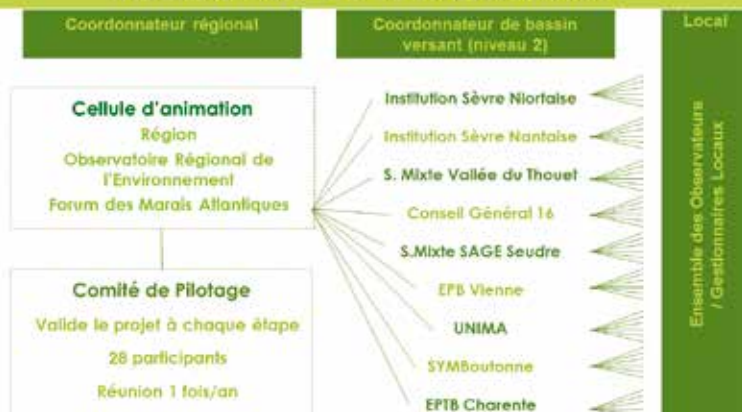 Coordonnateur régional
Coordonnateur de bassin
versant (niveau 2)
Local
Cellule d'animation
Région
Observatoire Régional de
l'Environnement
Forum des Marais Atlantiques
Comité de Pilotage
Valide le projet à chaque étape
28 participants
Réunion 1 fois/an
Institution Sèvre Niortaise
Institution Sèvre Nantaise
S. Mixte Vallée du Thouet
Conseil Général 16
S.Mixte SAGE Seudre
EPB Vienne
UNIMA
SYMBoutonne
EPTB Charente
Ensemble des Observateurs
/ Gestionnaires Locaux